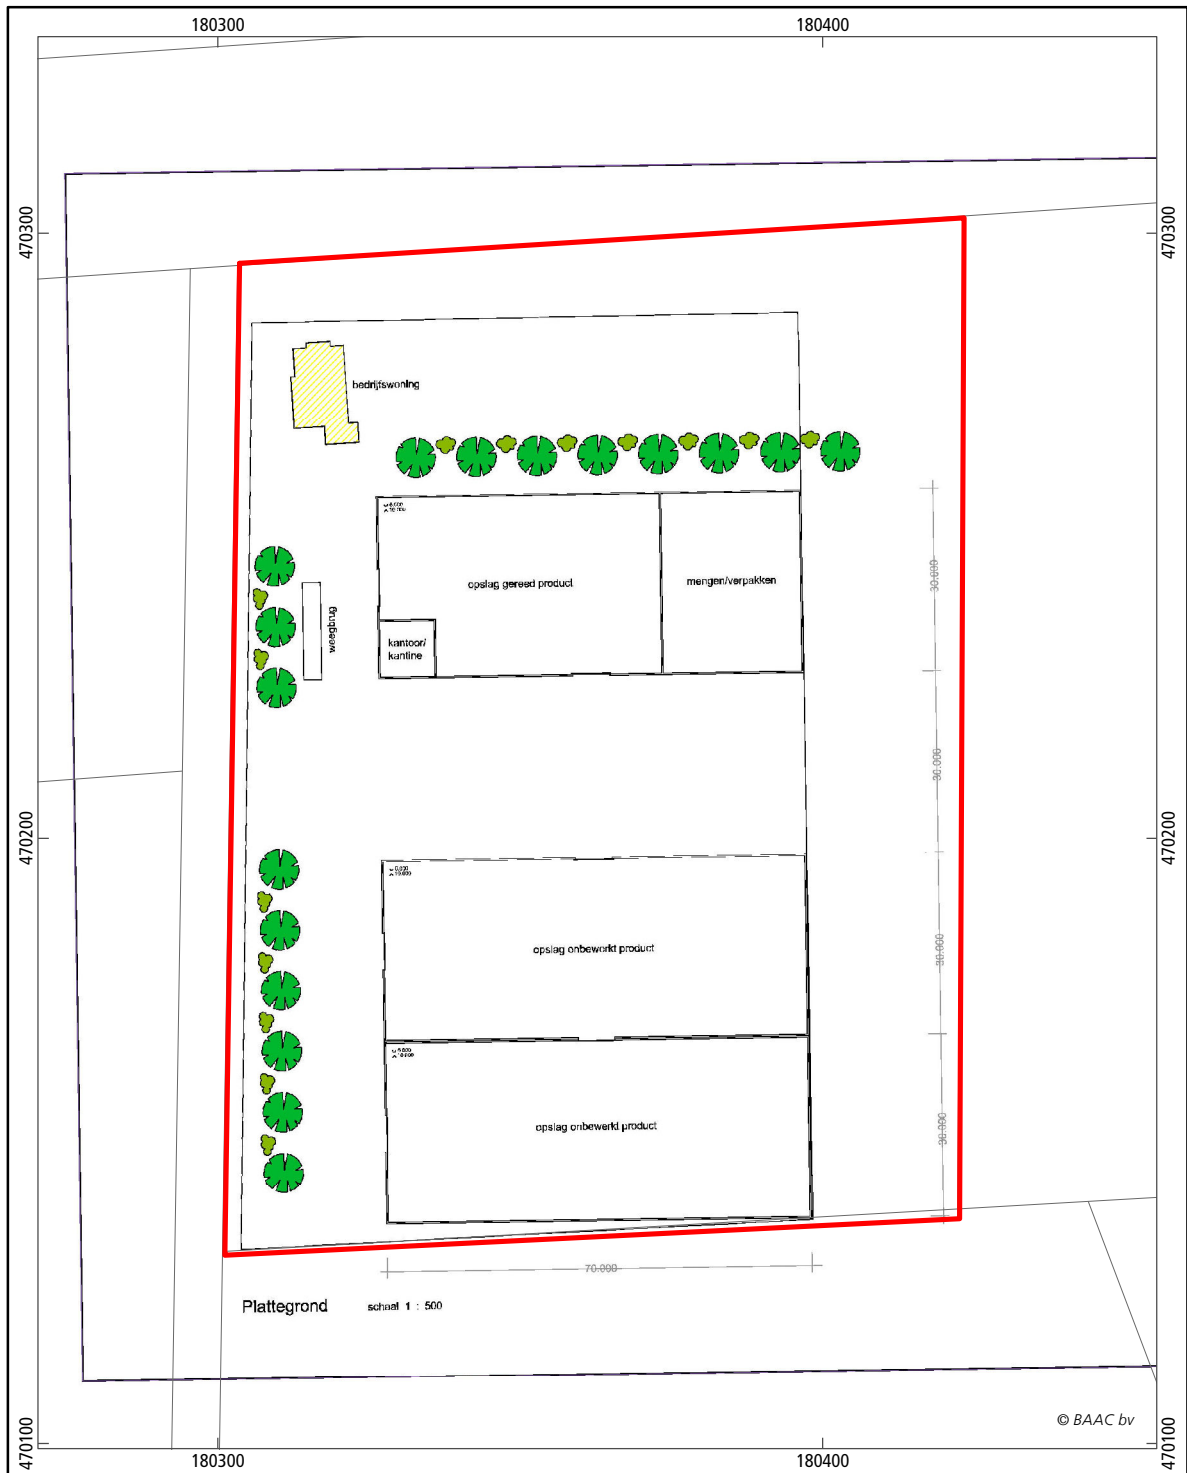 180300
180400
470300
470300
bedrijfswoning
opslag gereed product
mengen/verpakken
30.000
weegbrug
kantoor/
kantine
30.000
470200
470200
opslag onbewerkt product
30.000
opslag onbewerkt product
30.000
70.000
Plattegrond
schaal 1 : 500
© BAAC bv
470100
470100
180300
180400